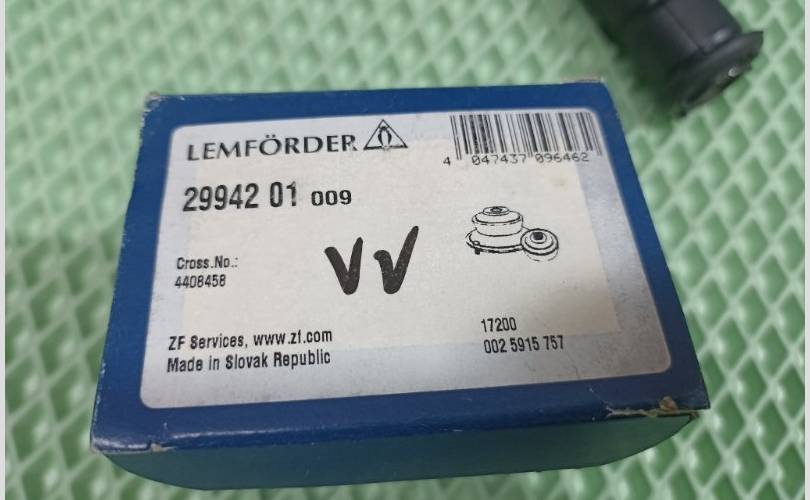 LEMFÖRDER
4 047437 096462
29942 01 009
VV
Cross.No.:
4408458
17200
002 5915 757
ZF Services, www.zf.com
Made in Slovak Republic